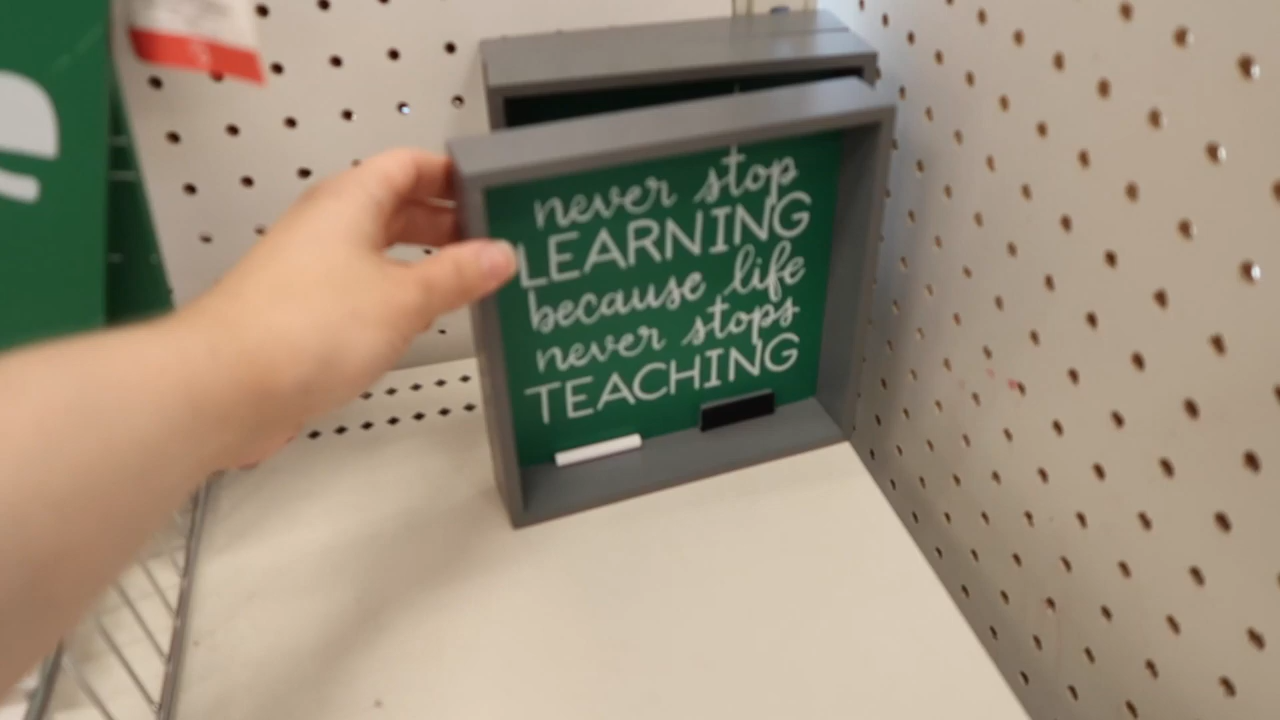 never stop
LEARNING
because life
never stops
TEACHING